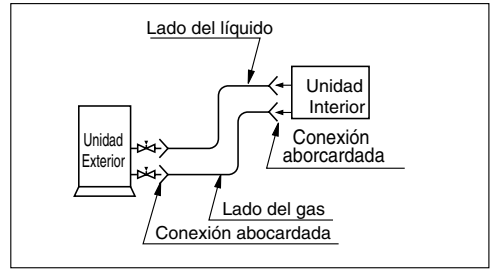 Lado del líquido
Unidad
Interior
Unidad
Exterior
Conexión
aborcardada
Lado del gas
Conexión abocardada